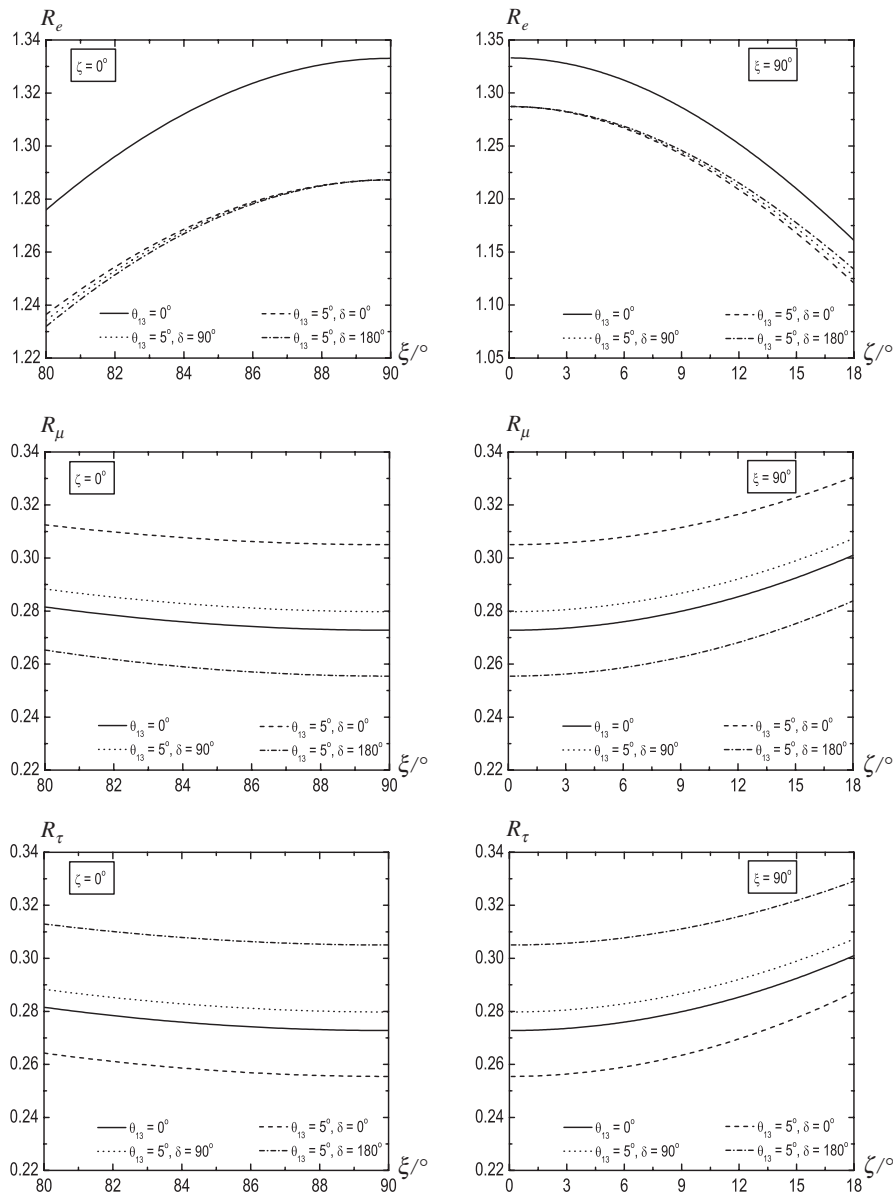 R_e
1.34
1.32
1.30
1.28
1.26
1.24
1.22
80 82 84 86 88 90
ξ/°
ζ = 0°
θ₁₃ = 0°
θ₁₃ = 5°, δ = 0°
θ₁₃ = 5°, δ = 90°
θ₁₃ = 5°, δ = 180°
R_e
1.35
1.30
1.25
1.20
1.15
1.10
1.05
0 3 6 9 12 15 18
ζ/°
ξ = 90°
θ₁₃ = 0°
θ₁₃ = 5°, δ = 0°
θ₁₃ = 5°, δ = 90°
θ₁₃ = 5°, δ = 180°
R_μ
0.34
0.32
0.30
0.28
0.26
0.24
0.22
80 82 84 86 88 90
ξ/°
ζ = 0°
θ₁₃ = 0°
θ₁₃ = 5°, δ = 0°
θ₁₃ = 5°, δ = 90°
θ₁₃ = 5°, δ = 180°
R_μ
0.34
0.32
0.30
0.28
0.26
0.24
0.22
0 3 6 9 12 15 18
ζ/°
ξ = 90°
θ₁₃ = 0°
θ₁₃ = 5°, δ = 0°
θ₁₃ = 5°, δ = 90°
θ₁₃ = 5°, δ = 180°
R_τ
0.34
0.32
0.30
0.28
0.26
0.24
0.22
80 82 84 86 88 90
ξ/°
ζ = 0°
θ₁₃ = 0°
θ₁₃ = 5°, δ = 0°
θ₁₃ = 5°, δ = 90°
θ₁₃ = 5°, δ = 180°
R_τ
0.34
0.32
0.30
0.28
0.26
0.24
0.22
0 3 6 9 12 15 18
ζ/°
ξ = 90°
θ₁₃ = 0°
θ₁₃ = 5°, δ = 0°
θ₁₃ = 5°, δ = 90°
θ₁₃ = 5°, δ = 180°